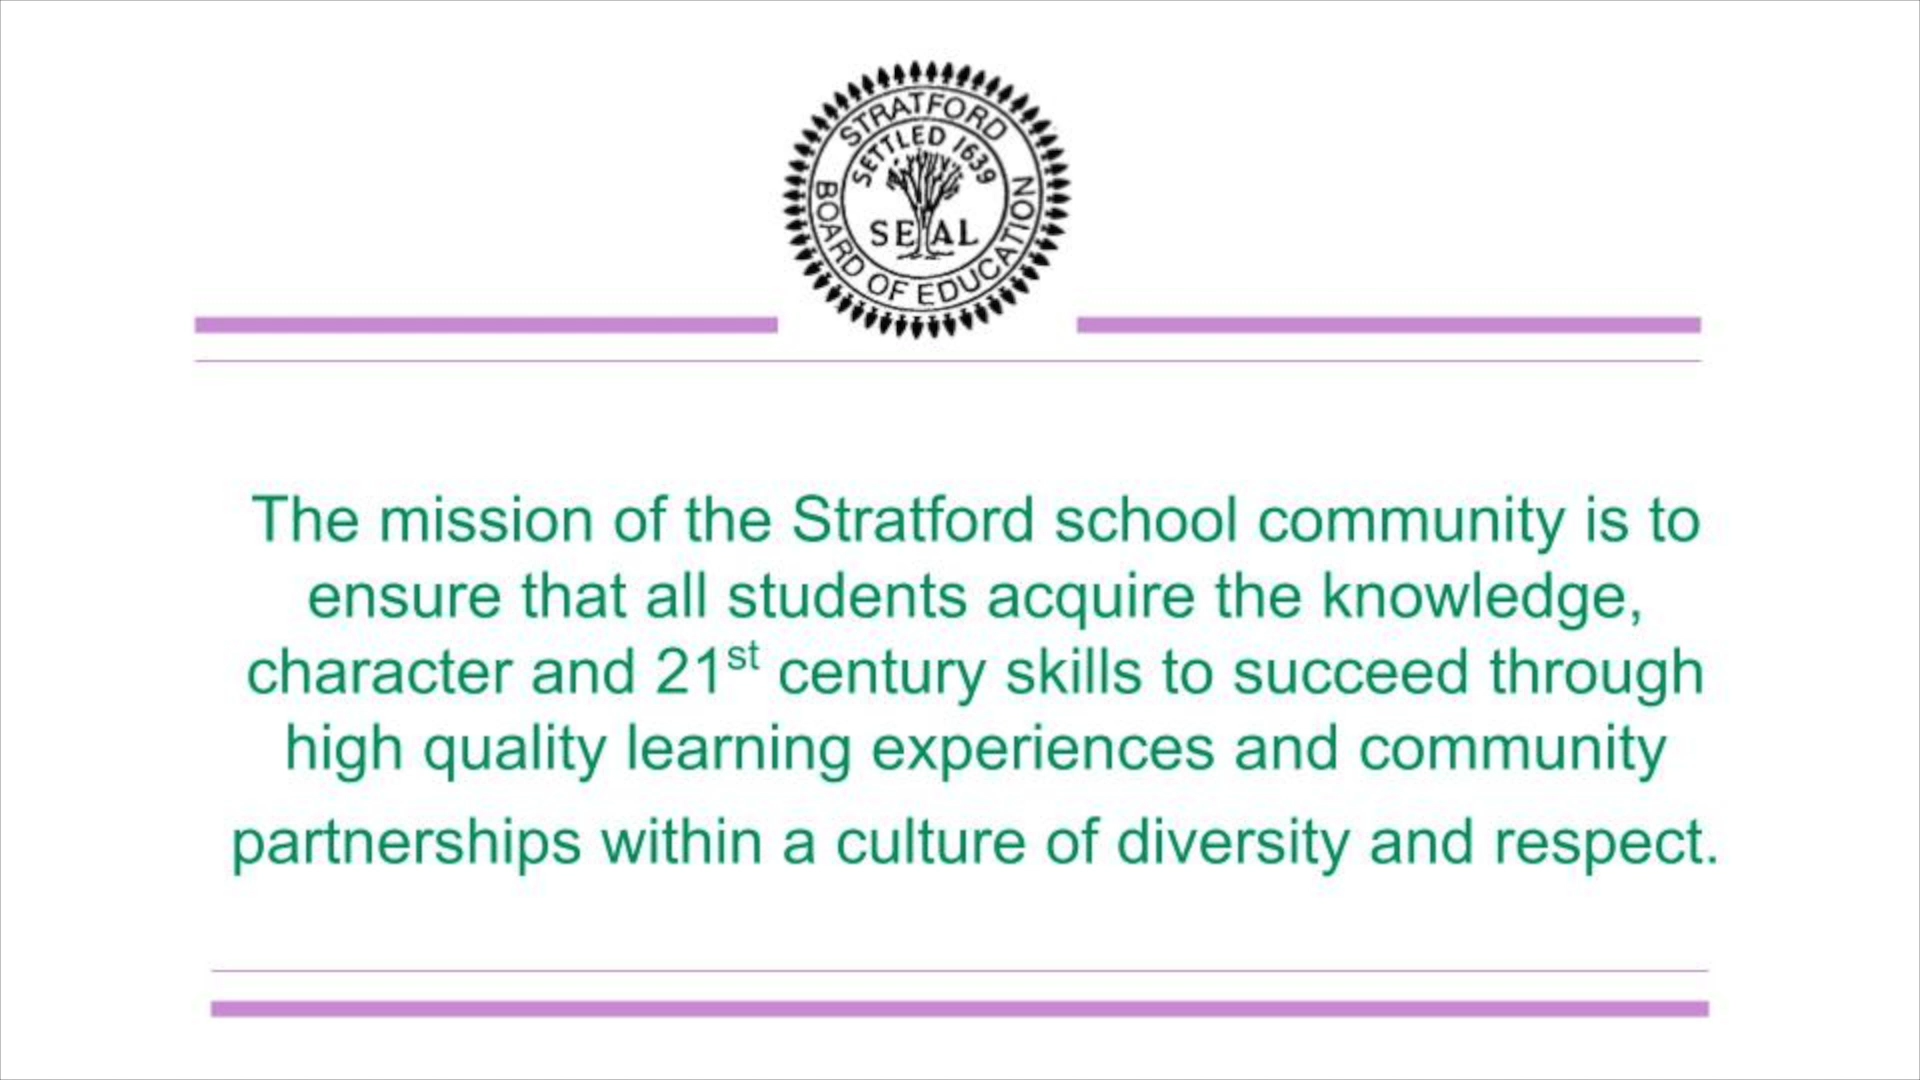 STRATFORD
SETTLED 1639
SEAL
BOARD OF EDUCATION
The mission of the Stratford school community is to
ensure that all students acquire the knowledge,
character and 21st century skills to succeed through
high quality learning experiences and community
partnerships within a culture of diversity and respect.